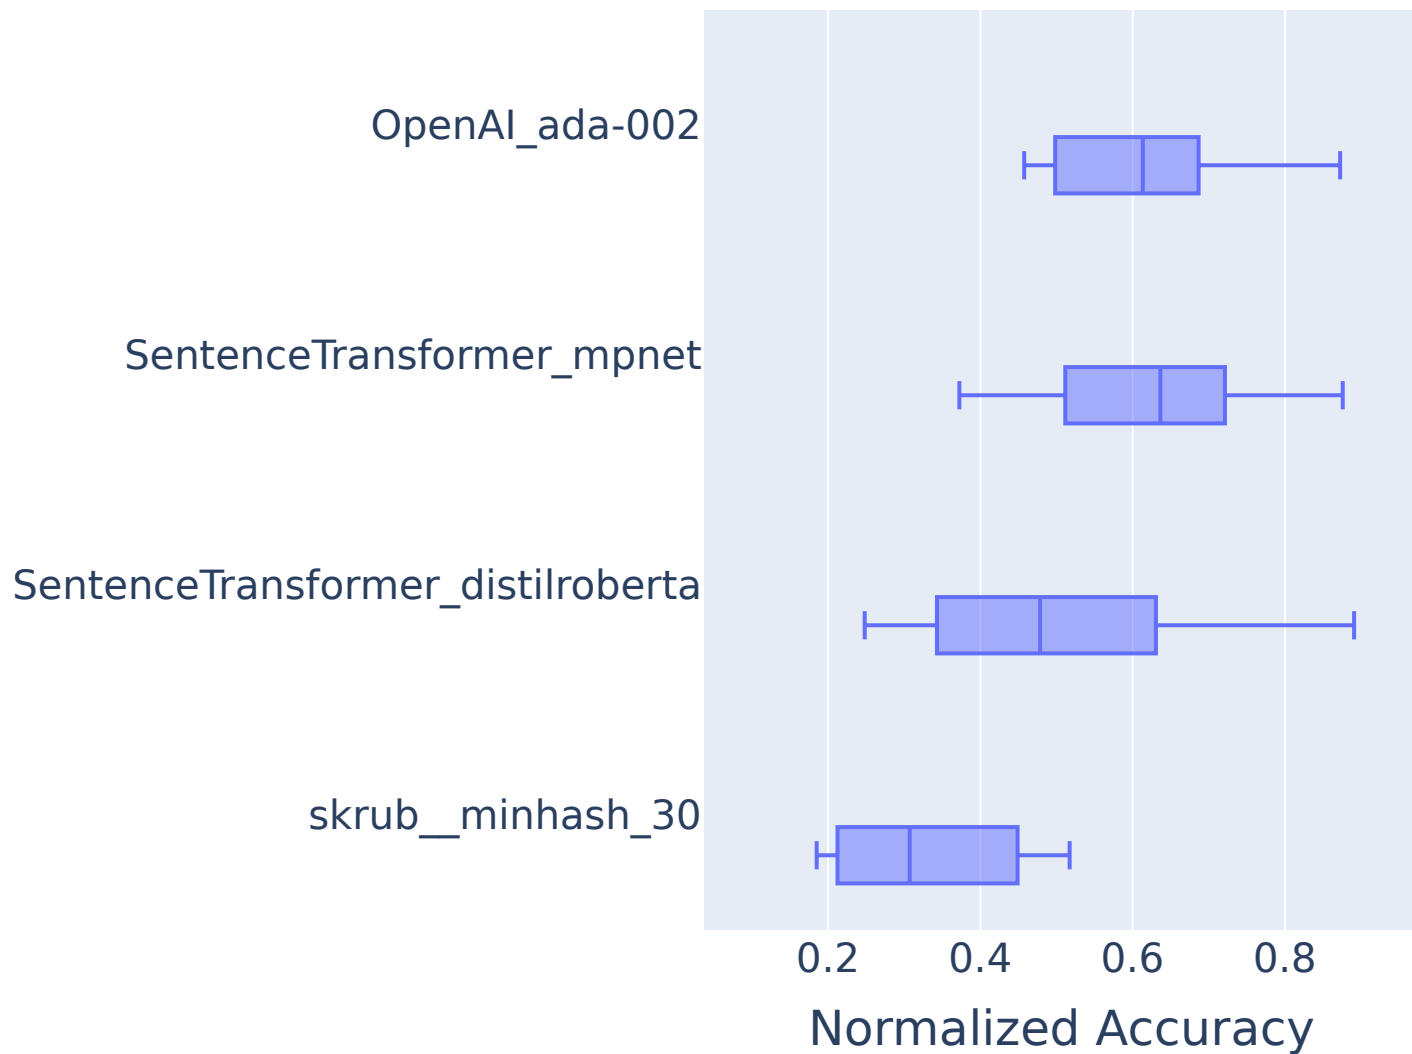 OpenAI_ada-002
SentenceTransformer_mpnet
SentenceTransformer_distilroberta
skrub__minhash_30
0.2 0.4 0.6 0.8
Normalized Accuracy